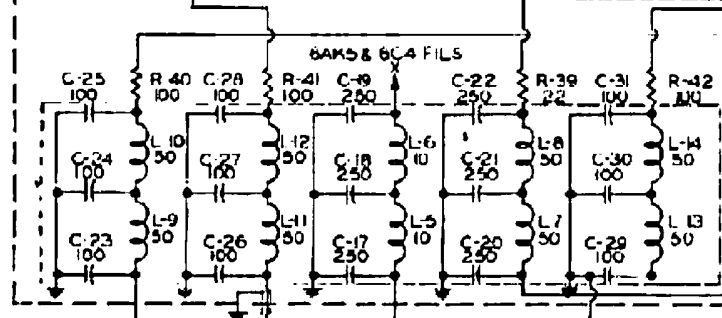 6AK5 & 6C4 FILS
X
C-25
100
R-40
100
C-28
100
R-41
100
C-19
250
C-22
250
R-39
22
C-31
100
R-42
100
L-10
50
L-12
50
L-6
10
L-8
50
L-14
50
C-24
100
C-27
100
C-18
250
C-21
250
C-30
100
L-9
50
L-11
50
L-5
10
L-7
50
L-13
50
C-23
100
C-26
100
C-17
250
C-20
250
C-29
100